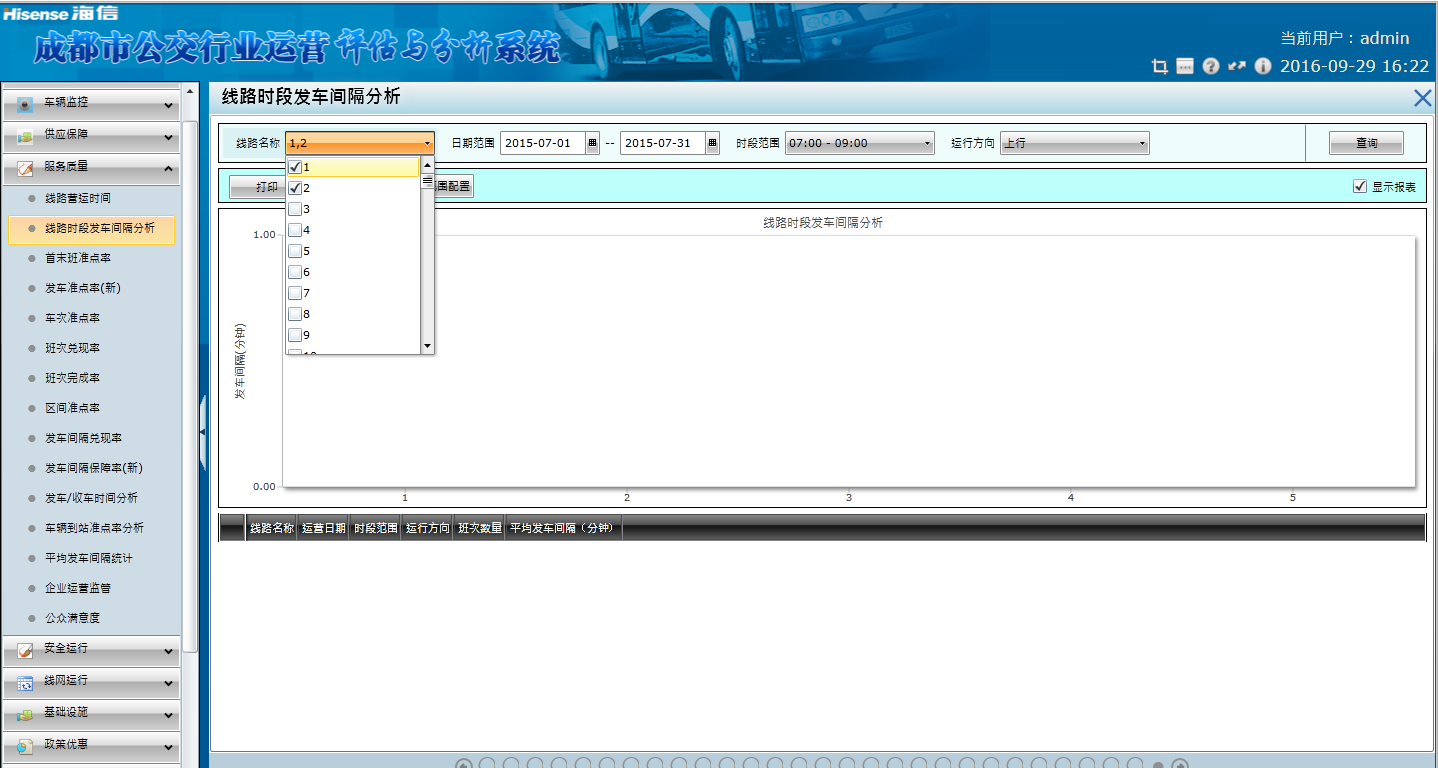 Hisense 海信
成都市公交行业运营评估与分析系统
当前用户：admin
2016-09-29 16:22
车辆监控
供应保障
服务质量
线路营运时间
线路时段发车间隔分析
首末班准点率
发车准点率(新)
车次准点率
班次兑现率
班次完成率
区间准点率
发车间隔兑现率
发车间隔保障率(新)
发车/收车时间分析
车辆到站准点率分析
平均发车间隔统计
企业运营监管
公众满意度
安全运行
线网运行
基础设施
政策优惠
线路时段发车间隔分析
线路名称 1,2 日期范围 2015-07-01 -- 2015-07-31 时段范围 07:00 - 09:00 运行方向 上行 查询
打印 围配置 显示报表
1
2
3
4
5
6
7
8
9
10
线路时段发车间隔分析
1.00
发车间隔(分钟)
0.00
1 2 3 4 5
线路名称 运营日期 时段范围 运行方向 班次数量 平均发车间隔（分钟）